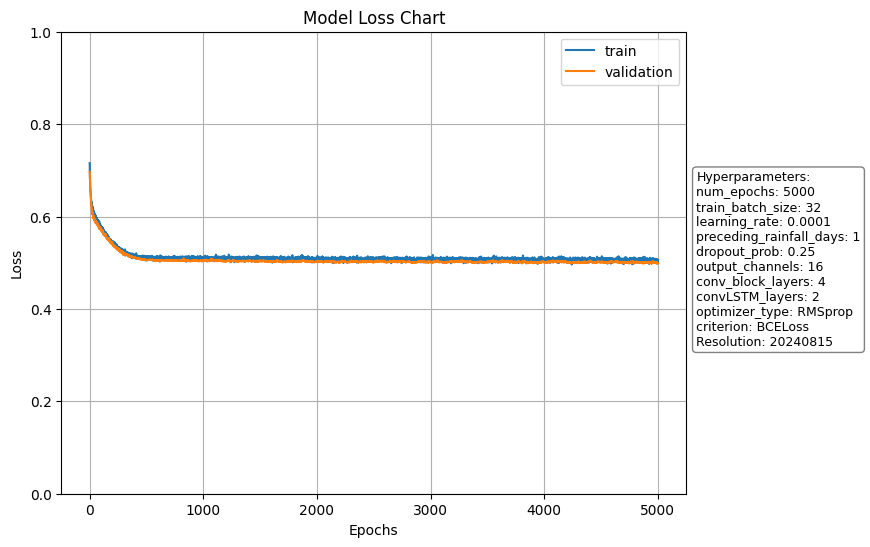 Model Loss Chart
1.0
0.8
0.6
0.4
0.2
0.0
Loss
0
1000
2000
3000
4000
5000
Epochs
train
validation
Hyperparameters:
num_epochs: 5000
train_batch_size: 32
learning_rate: 0.0001
preceding_rainfall_days: 1
dropout_prob: 0.25
output_channels: 16
conv_block_layers: 4
convLSTM_layers: 2
optimizer_type: RMSprop
criterion: BCELoss
Resolution: 20240815